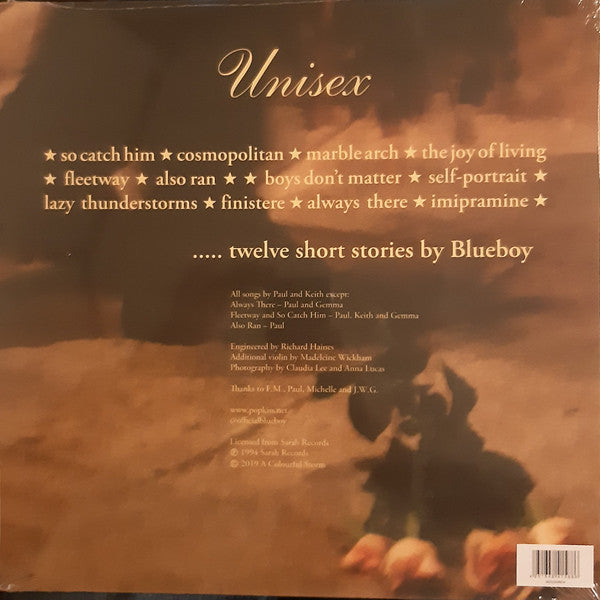 Unisex
★ so catch him ★ cosmopolitan ★ marble arch ★ the joy of living
★ fleetway ★ also ran ★ ★ boys don't matter ★ self-portrait ★
lazy thunderstorms ★ finistere ★ always there ★ imipramine ★
..... twelve short stories by Blueboy
All songs by Paul and Keith except:
Always There – Paul and Gemma
Fleetway and So Catch Him – Paul, Keith and Gemma
Also Ran – Paul
Engineered by Richard Haines
Additional violin by Madeleine Wickham
Photography by Claudia Lee and Anna Lucas
Thanks to F.M., Paul, Michelle and J.W.G.
www.popkiss.net
@officialblueboy
Licensed from Sarah Records
℗ 1994 Sarah Records
© 2019 A Colourful Storm